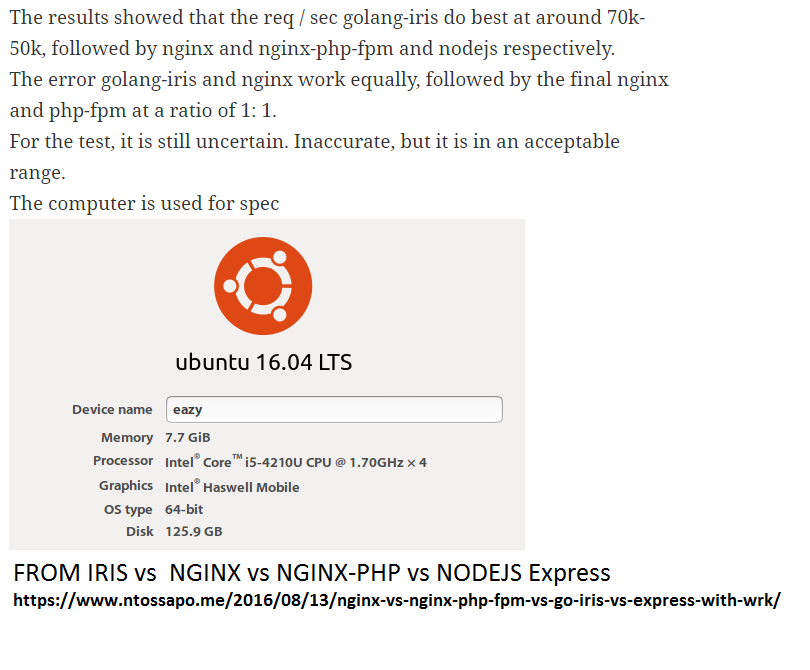 The results showed that the req / sec golang-iris do best at around 70k-
50k, followed by nginx and nginx-php-fpm and nodejs respectively.
The error golang-iris and nginx work equally, followed by the final nginx
and php-fpm at a ratio of 1: 1.
For the test, it is still uncertain. Inaccurate, but it is in an acceptable
range.
The computer is used for spec
ubuntu 16.04 LTS
Device name eazy
Memory 7.7 GiB
Processor Intel® Core™ i5-4210U CPU @ 1.70GHz × 4
Graphics Intel® Haswell Mobile
OS type 64-bit
Disk 125.9 GB
FROM IRIS vs  NGINX vs NGINX-PHP vs NODEJS Express
https://www.ntossapo.me/2016/08/13/nginx-vs-nginx-php-fpm-vs-go-iris-vs-express-with-wrk/